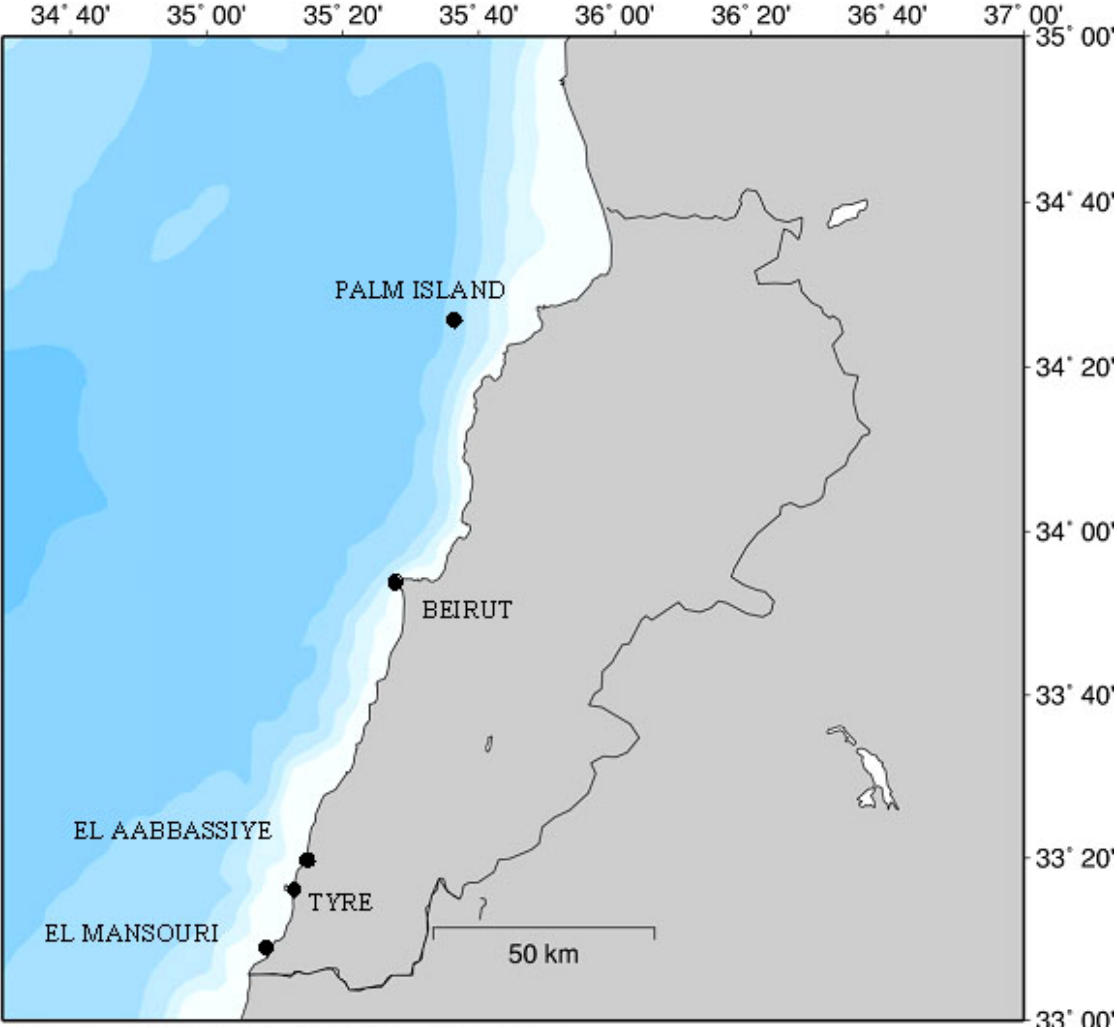 34˚ 40' 35˚ 00' 35˚ 20' 35˚ 40' 36˚ 00' 36˚ 20' 36˚ 40' 37˚ 00'
35˚ 00'
34˚ 40'
PALM ISLAND
34˚ 20'
34˚ 00'
BEIRUT
33˚ 40'
EL AABBASSIYE
33˚ 20'
TYRE
EL MANSOURI
50 km
33˚ 00'